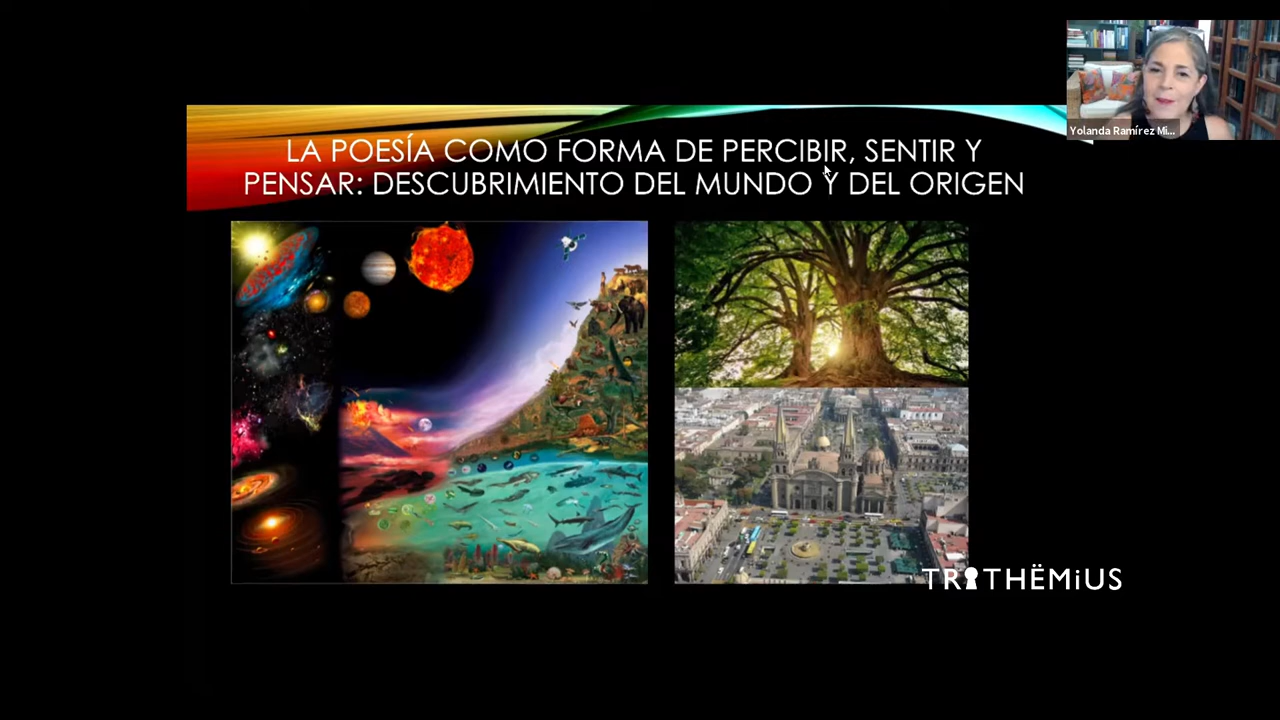 LA POESÍA COMO FORMA DE PERCIBIR, SENTIR Y
PENSAR: DESCUBRIMIENTO DEL MUNDO Y DEL ORIGEN
Yolanda Ramírez Mi...
TRITHËMiUS